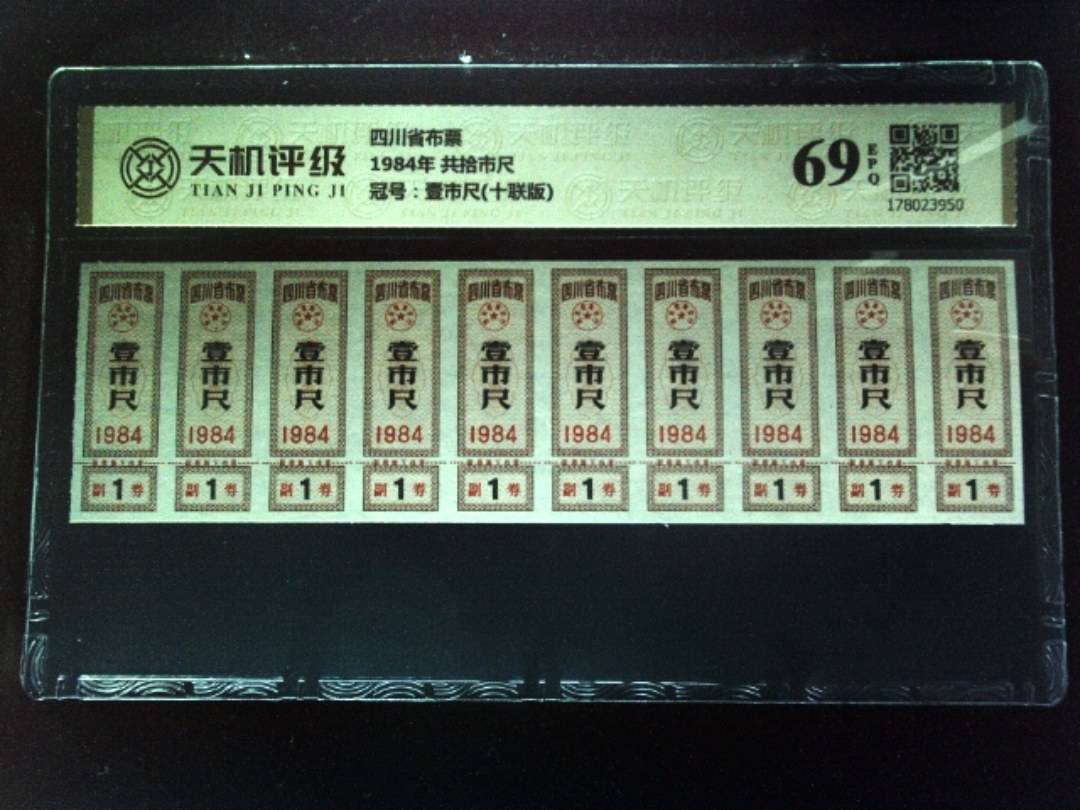 天机评级
TIAN JI PING JI
四川省布票
1984年 共拾市尺
冠号：壹市尺(十联版)
69
EPQ
178023950
四川省布票 四川省布票 四川省布票 四川省布票 四川省布票 四川省布票 四川省布票 四川省布票 四川省布票 四川省布票
壹市尺 壹市尺 壹市尺 壹市尺 壹市尺 壹市尺 壹市尺 壹市尺 壹市尺 壹市尺
1984 1984 1984 1984 1984 1984 1984 1984 1984 1984
副1券 副1券 副1券 副1券 副1券 副1券 副1券 副1券 副1券 副1券